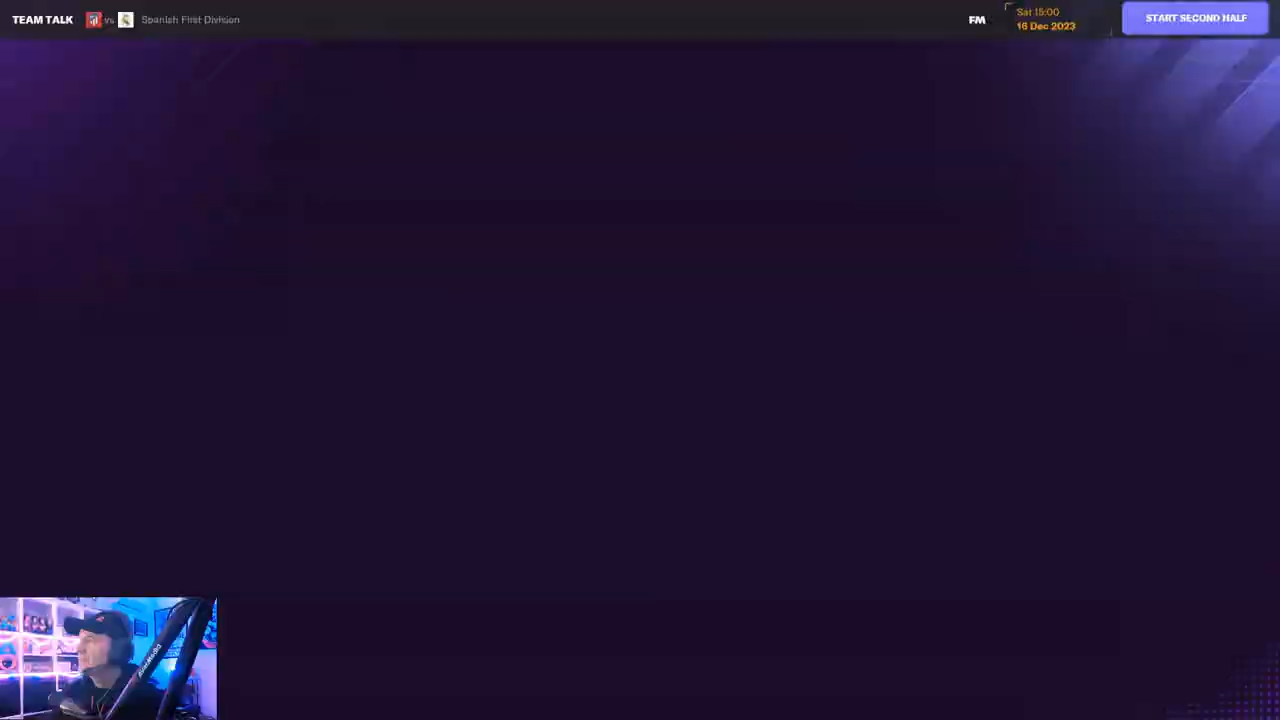 TEAM TALK vs Spanish First Division
FM
Sat 15:00
16 Dec 2023
START SECOND HALF